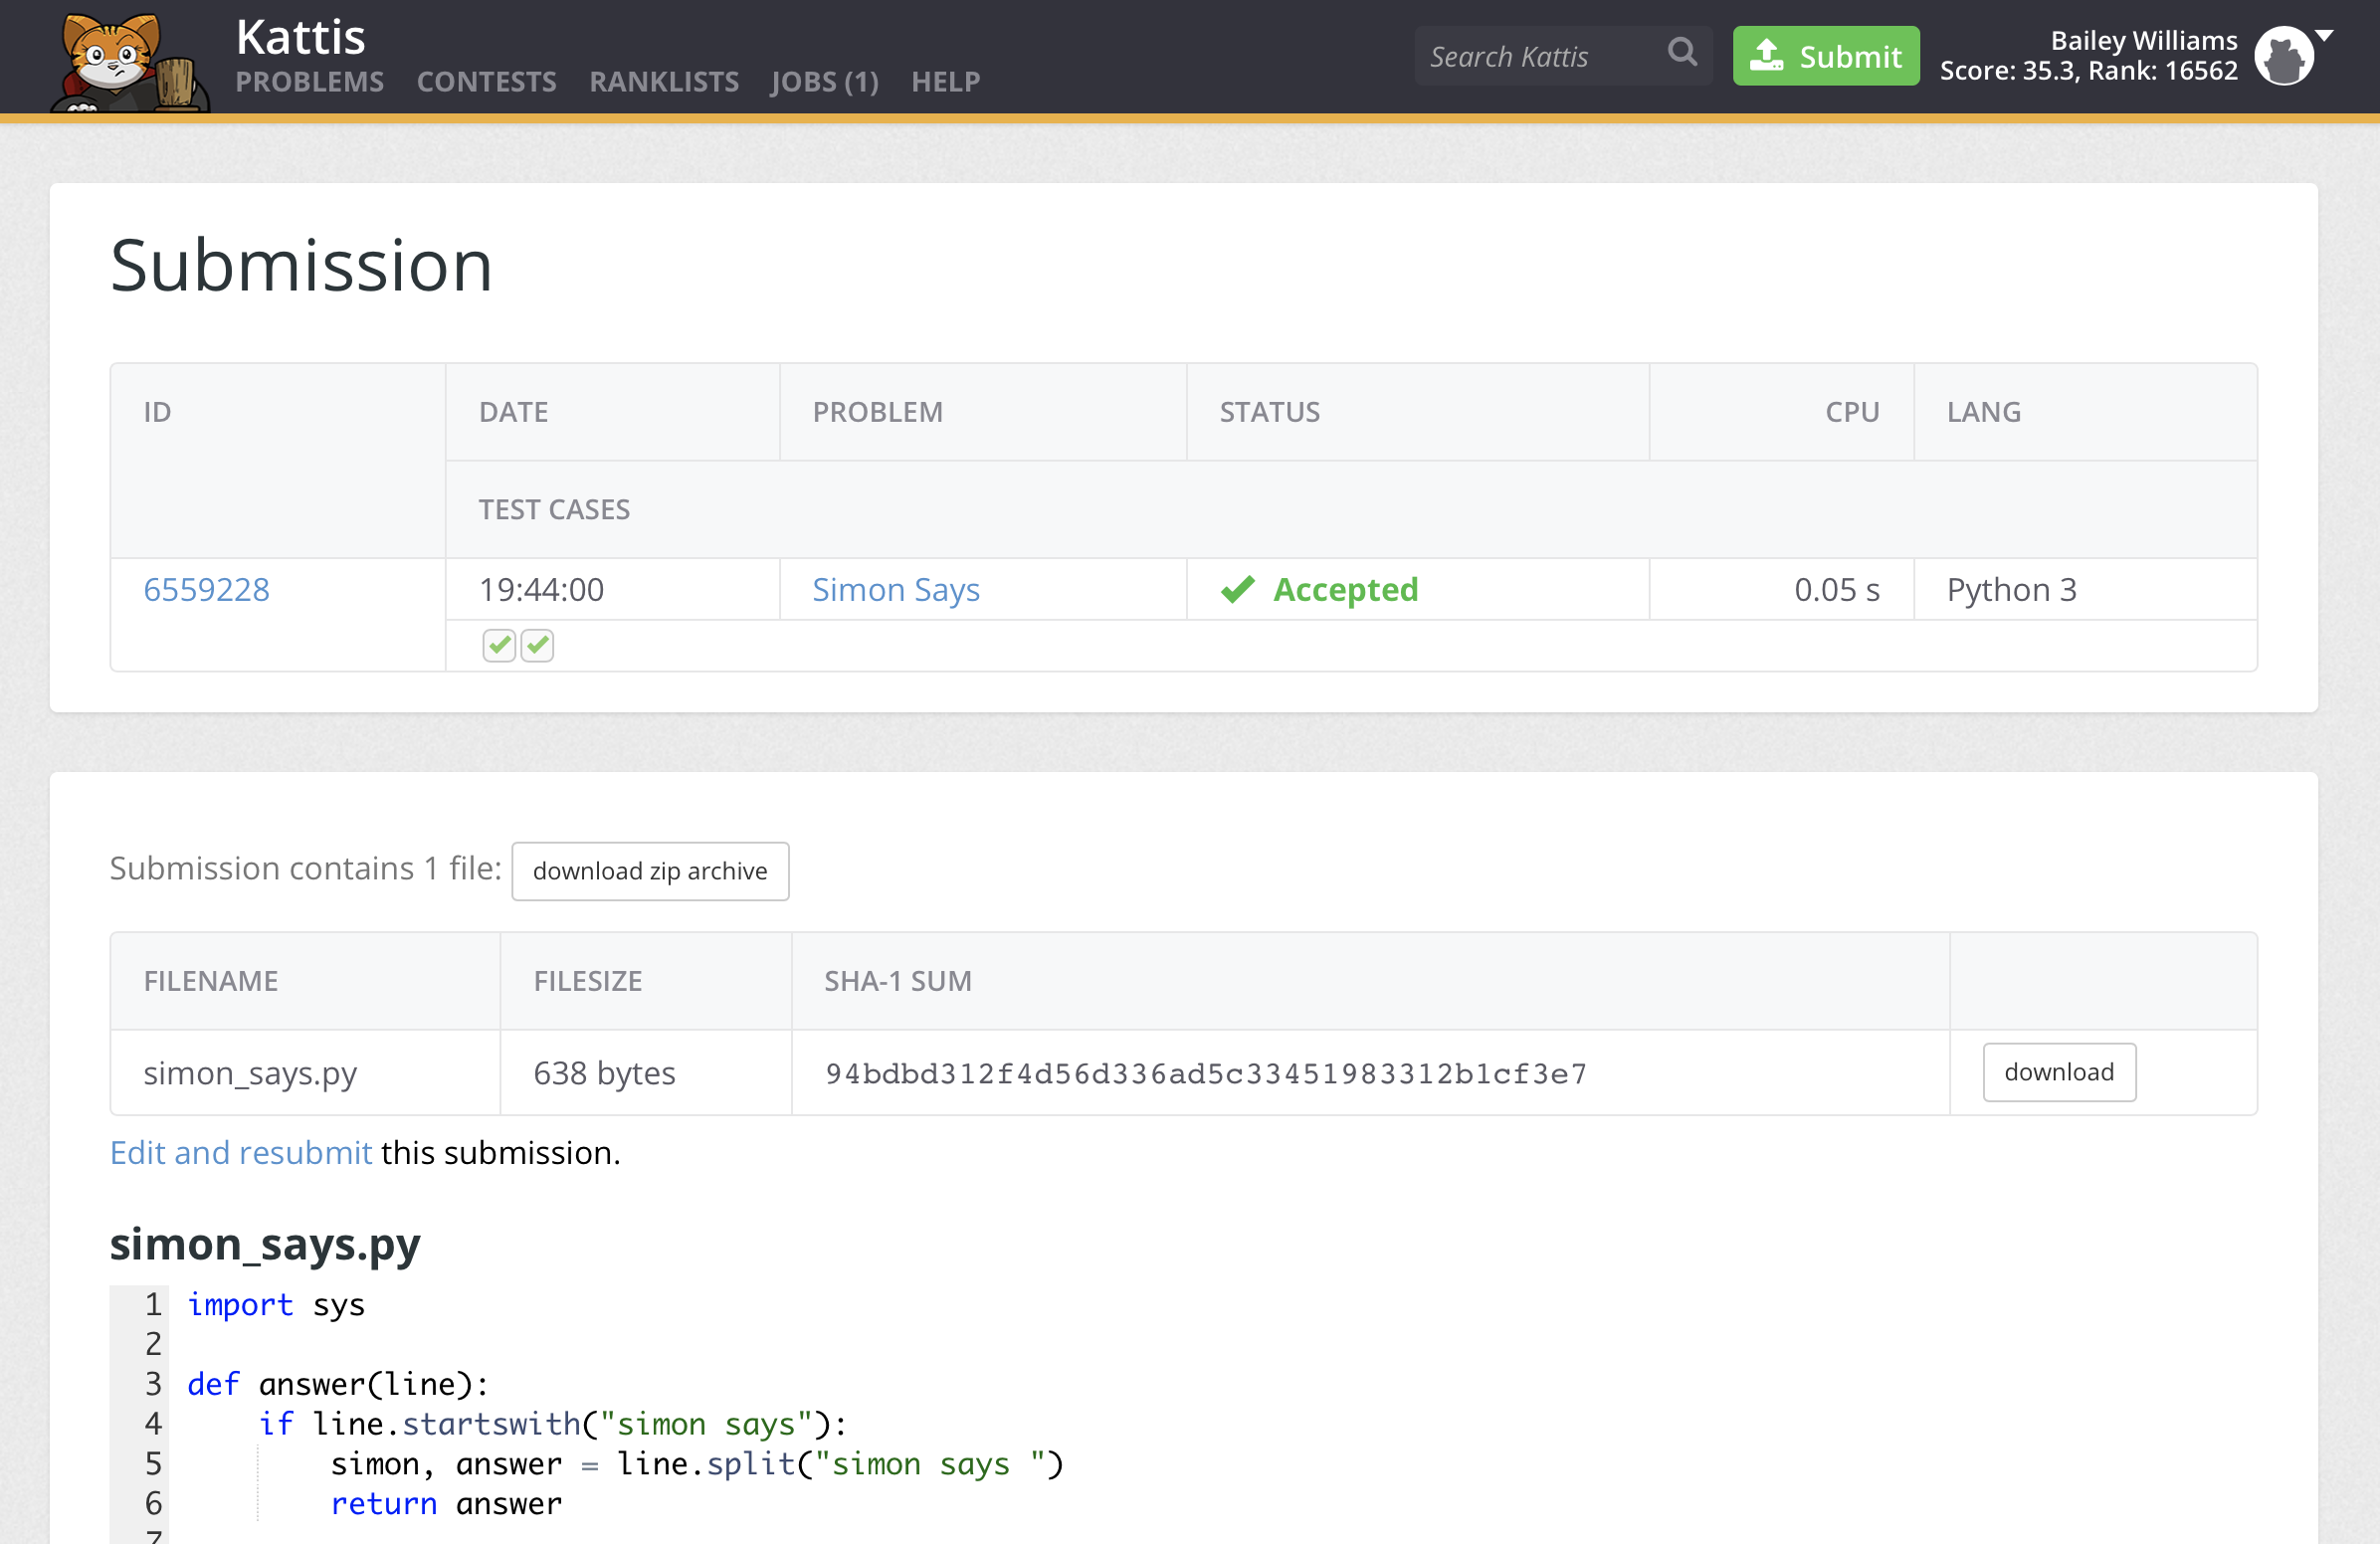 Kattis
PROBLEMS CONTESTS RANKLISTS JOBS (1) HELP
Search Kattis
Submit
Bailey Williams
Score: 35.3, Rank: 16562
Submission
ID DATE PROBLEM STATUS CPU LANG
TEST CASES
6559228 19:44:00 Simon Says Accepted 0.05 s Python 3
Submission contains 1 file: download zip archive
FILENAME FILESIZE SHA-1 SUM
simon_says.py 638 bytes 94bdbd312f4d56d336ad5c33451983312b1cf3e7 download
Edit and resubmit this submission.
simon_says.py
1 import sys
2
3 def answer(line):
4     if line.startswith("simon says"):
5         simon, answer = line.split("simon says ")
6         return answer
7